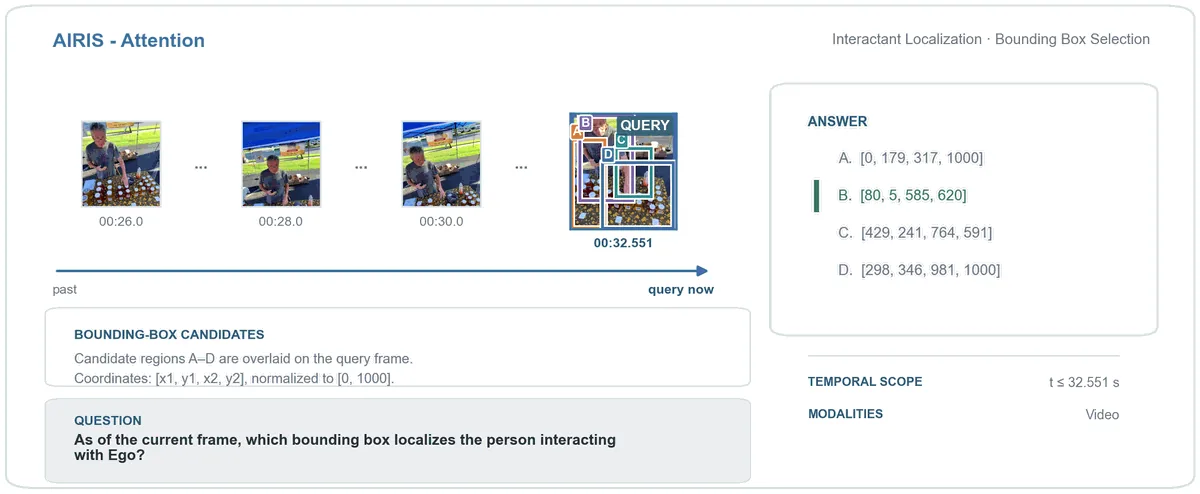 AIRIS - Attention
Interactant Localization · Bounding Box Selection
...
...
...
A
B
QUERY
C
D
00:26.0
00:28.0
00:30.0
00:32.551
past
query now
BOUNDING-BOX CANDIDATES
Candidate regions A–D are overlaid on the query frame.
Coordinates: [x1, y1, x2, y2], normalized to [0, 1000].
QUESTION
As of the current frame, which bounding box localizes the person interacting
with Ego?
ANSWER
A. [0, 179, 317, 1000]
B. [80, 5, 585, 620]
C. [429, 241, 764, 591]
D. [298, 346, 981, 1000]
TEMPORAL SCOPE
t ≤ 32.551 s
MODALITIES
Video